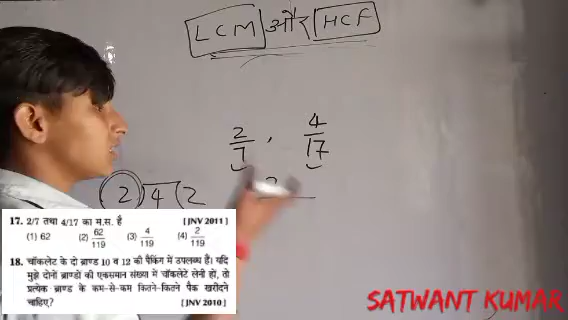 LCM और HCF
2/7 , 4/17
2
2) 4 (2
17. 2/7 तथा 4/17 का म.स. है [JNV 2011]
(1) 62 (2) 62/119 (3) 4/119 (4) 2/119
18. चॉकलेट के दो ब्राण्ड 10 व 12 की पैकिंग में उपलब्ध हैं। यदि
मुझे दोनों ब्राण्डों की एकसमान संख्या में चॉकलेटें लेनी हों, तो
प्रत्येक ब्राण्ड के कम-से-कम कितने-कितने पैक खरीदने
चाहिए? [JNV 2010]
SATWANT KUMAR